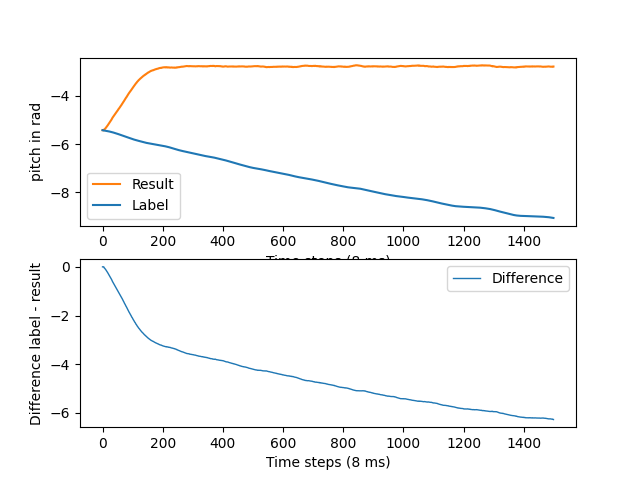 pitch in rad
−4
−6
−8
Result
Label
0 200 400 600 800 1000 1200 1400
Time steps (8 ms)
Difference label - result
0
−2
−4
−6
Difference
0 200 400 600 800 1000 1200 1400
Time steps (8 ms)